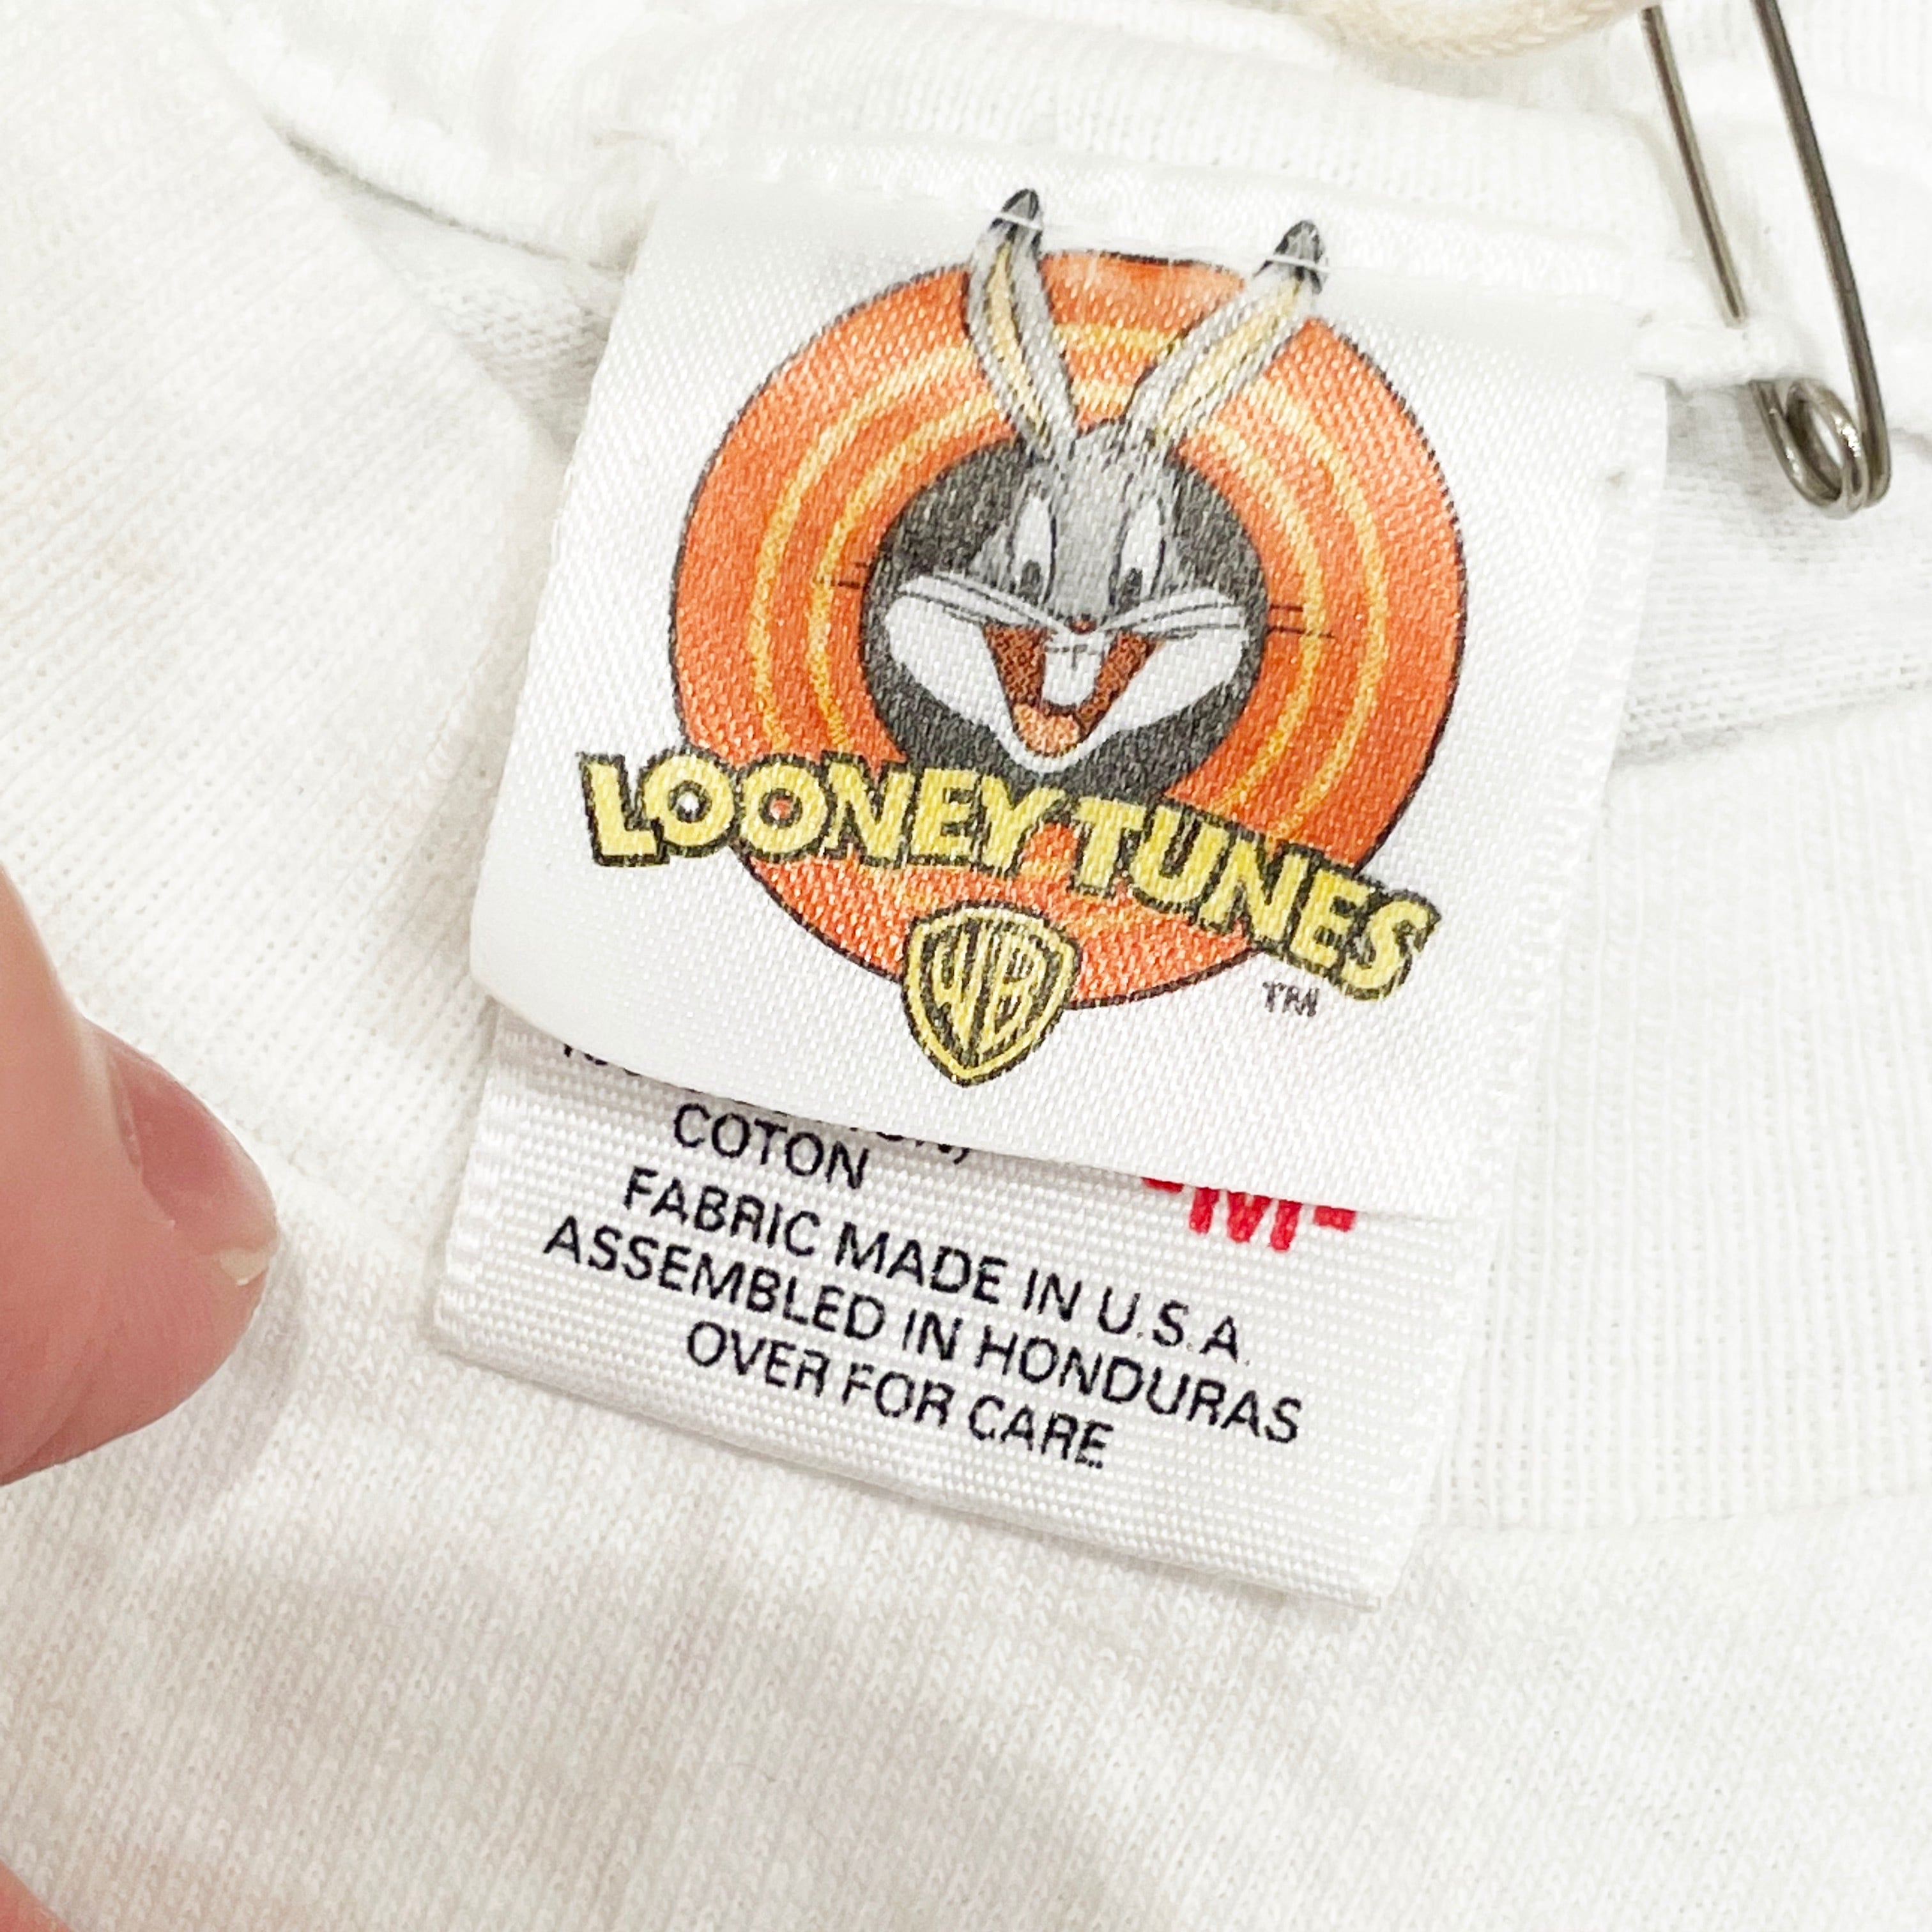 LOONEY TUNES
WB
TM
COTON
-M-
FABRIC MADE IN U.S.A.
ASSEMBLED IN HONDURAS
OVER FOR CARE